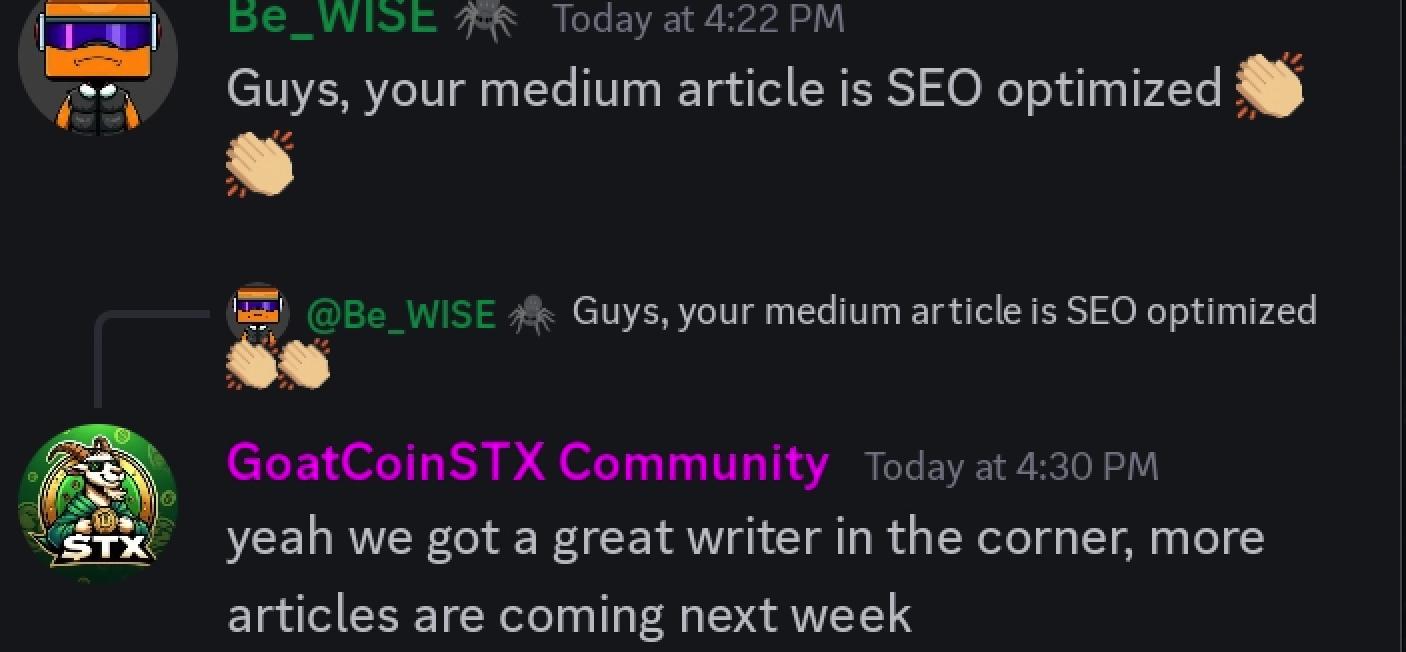 Be_WISE 🕷️ Today at 4:22 PM
Guys, your medium article is SEO optimized 👏🏼
👏🏼
@Be_WISE 🕷️ Guys, your medium article is SEO optimized
👏🏼👏🏼
GoatCoinSTX Community Today at 4:30 PM
STX
yeah we got a great writer in the corner, more
articles are coming next week